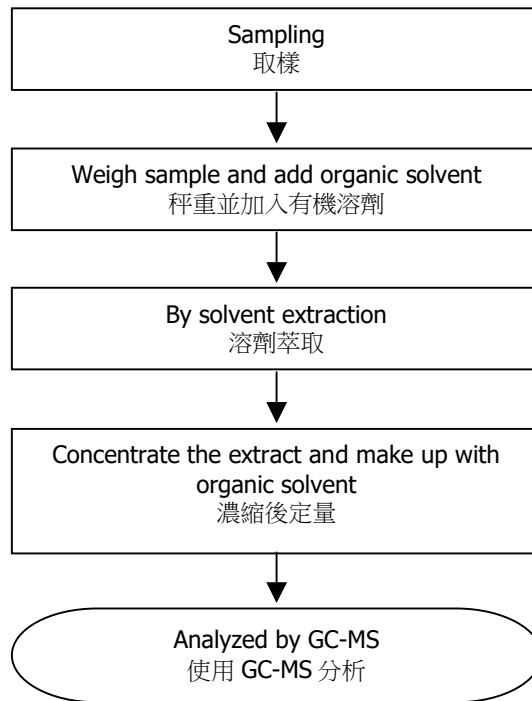 Sampling
取樣
Weigh sample and add organic solvent
秤重並加入有機溶劑
By solvent extraction
溶劑萃取
Concentrate the extract and make up with
organic solvent
濃縮後定量
Analyzed by GC-MS
使用 GC-MS 分析